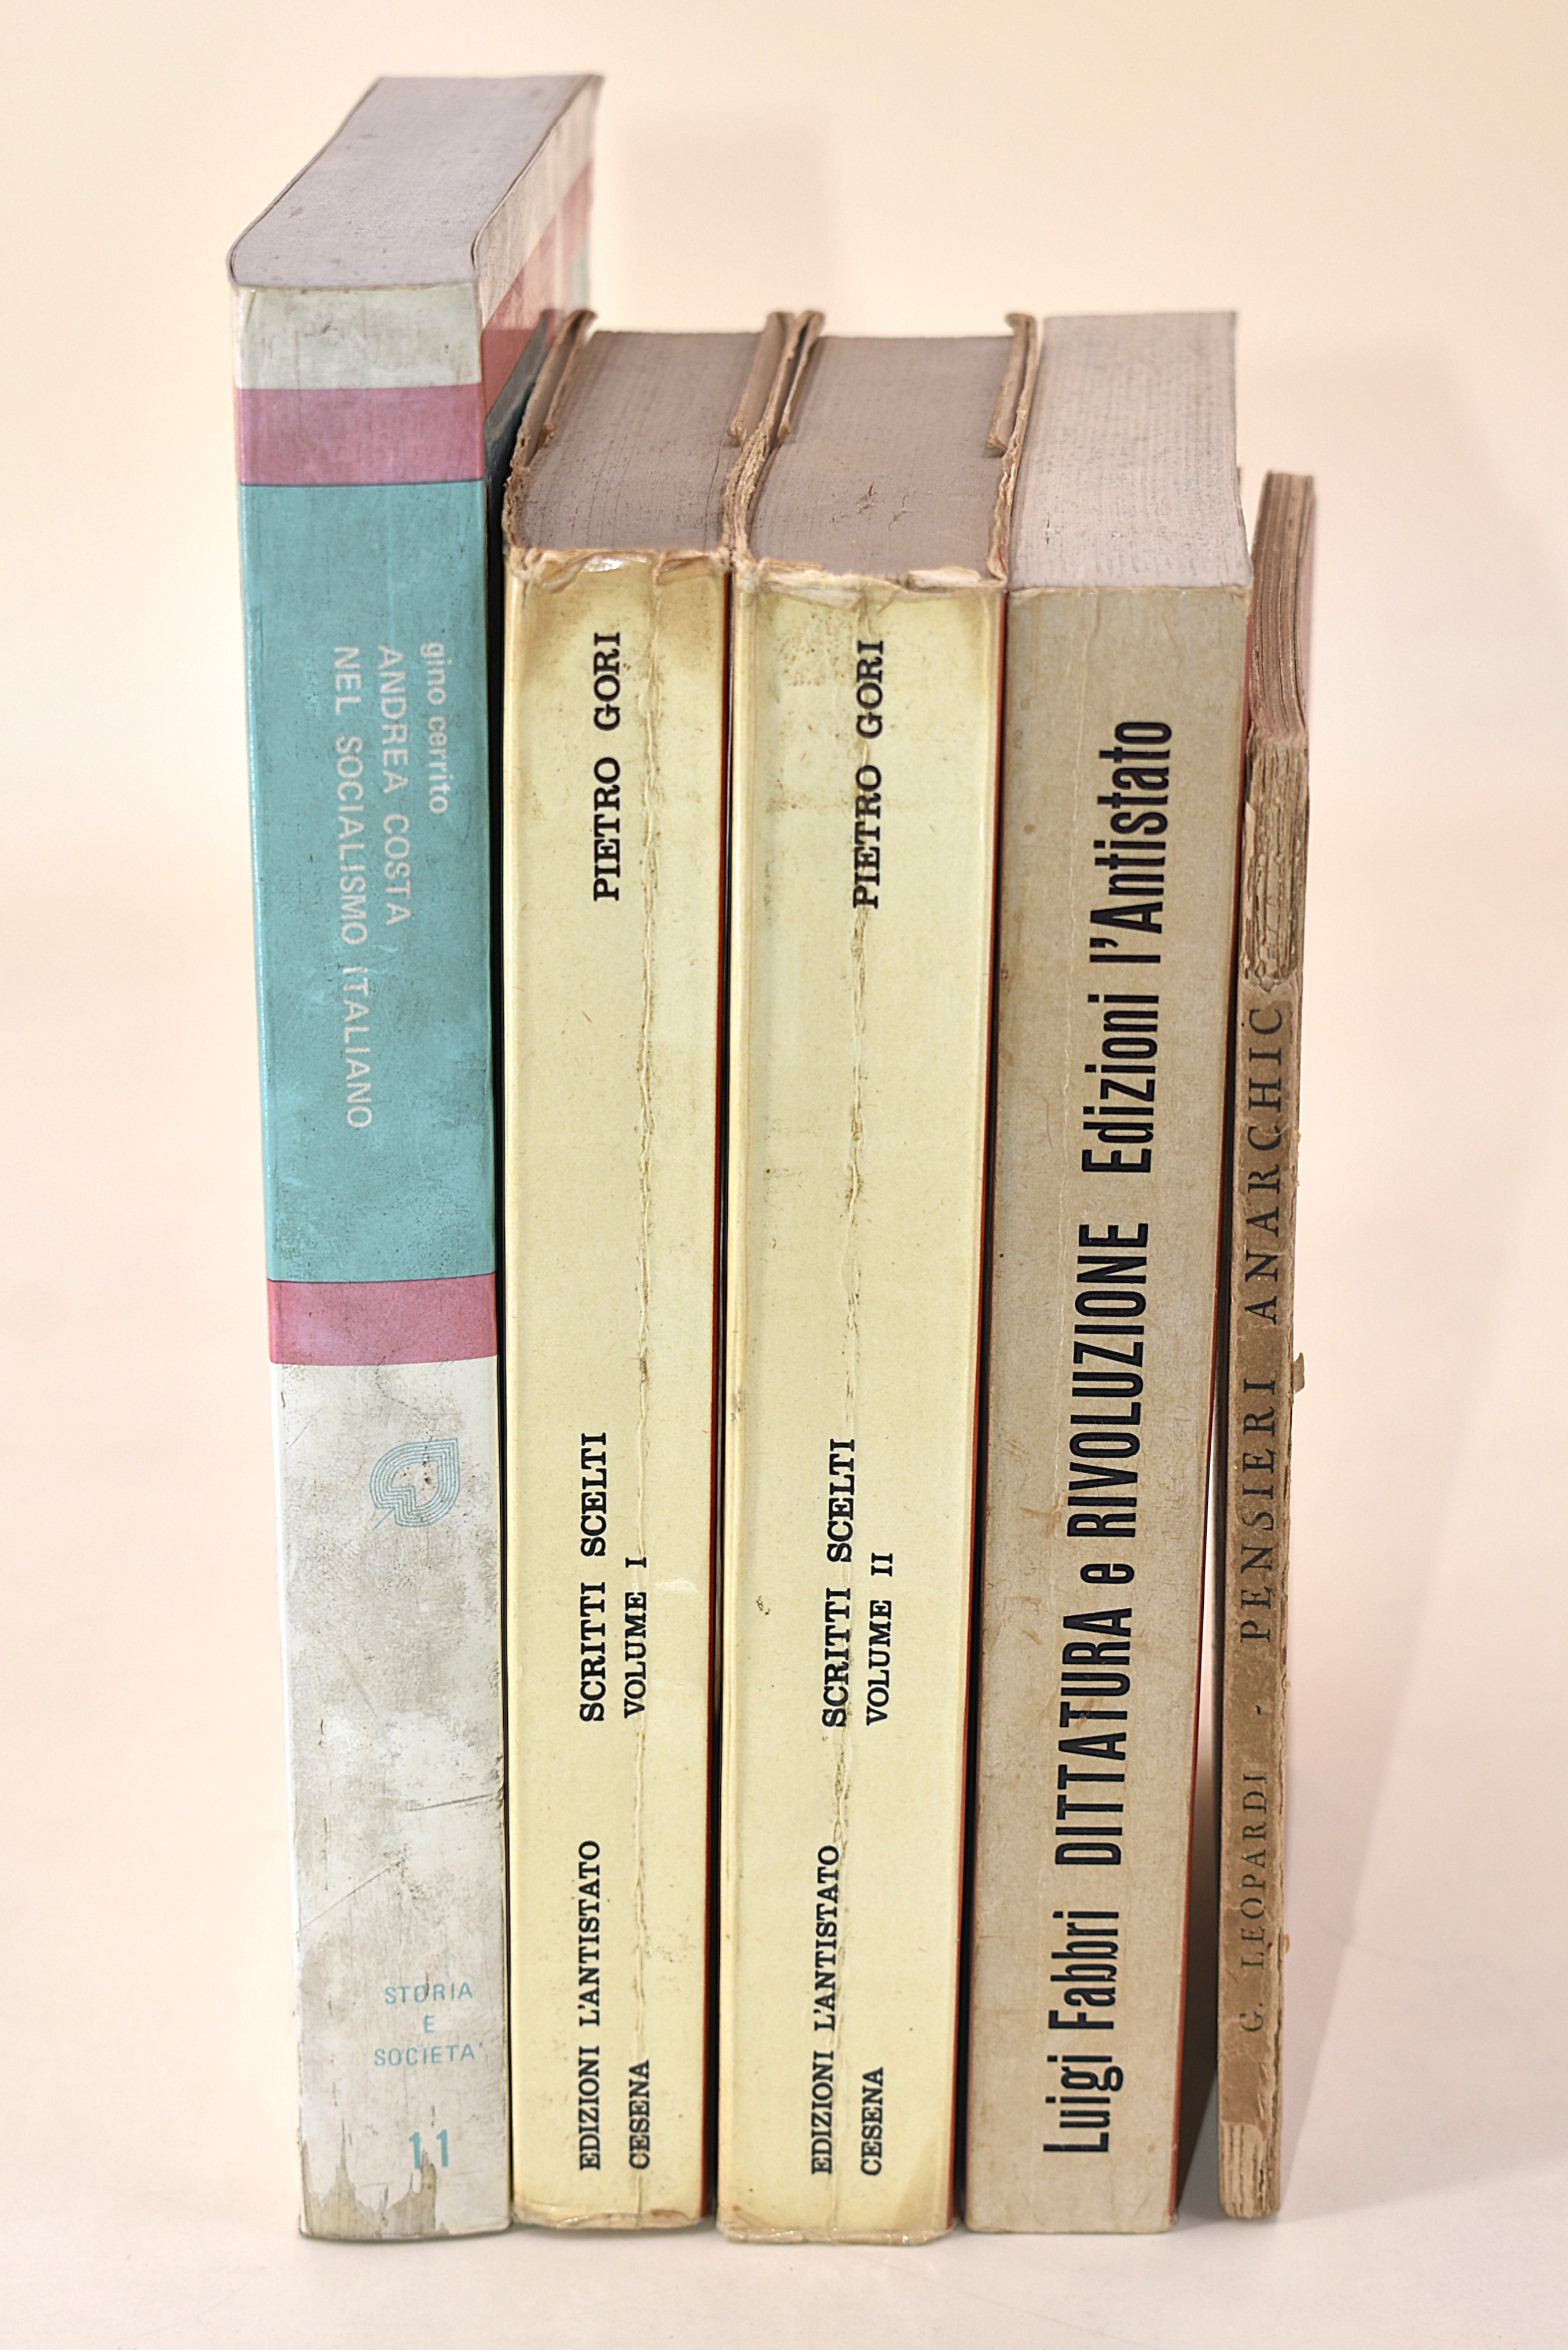 gino cerrito
ANDREA COSTA
NEL SOCIALISMO ITALIANO
STORIA
E
SOCIETA'
11
PIETRO GORI
SCRITTI SCELTI
VOLUME I
EDIZIONI L'ANTISTATO
CESENA
PIETRO GORI
SCRITTI SCELTI
VOLUME II
EDIZIONI L'ANTISTATO
CESENA
Luigi Fabbri DITTATURA e RIVOLUZIONE Edizioni l'Antistato
G. LEOPARDI - PENSIERI ANARCHIC